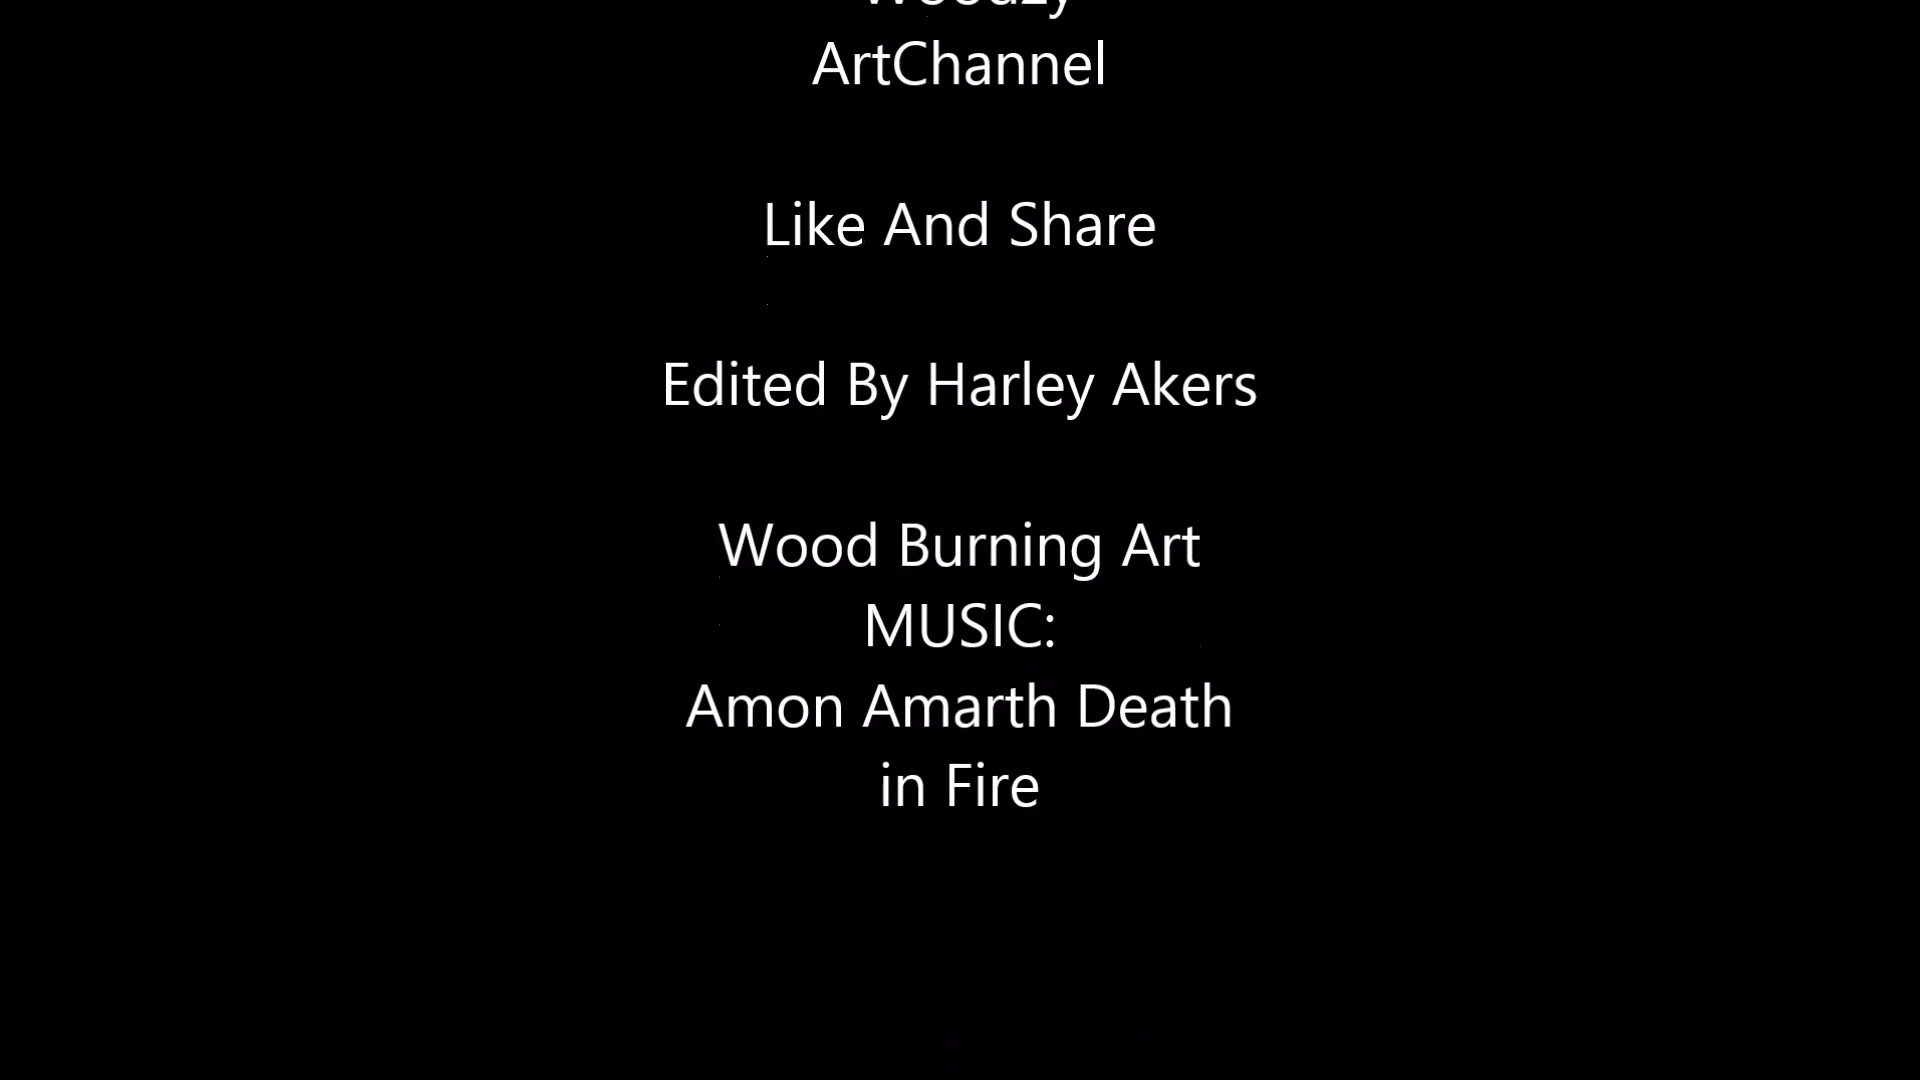 ArtChannel
Like And Share
Edited By Harley Akers
Wood Burning Art
MUSIC:
Amon Amarth Death
in Fire